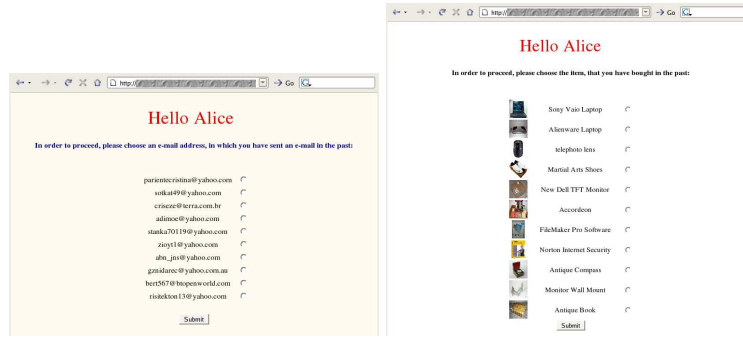 http://
Go
Hello Alice
In order to proceed, please choose an e-mail address, in which you have sent an e-mail in the past:
parientecristina@yahoo.com
sotkat49@yahoo.com
criseze@terra.com.br
adimoe@yahoo.com
stanka70119@yahoo.com
zioyt1@yahoo.com
abn_jns@yahoo.com
gznidarec@yahoo.com.au
bert567@btopenworld.com
risitekton13@yahoo.com
Submit
http://
Go
Hello Alice
In order to proceed, please choose the item, that you have bought in the past:
Sony Vaio Laptop
Alienware Laptop
telephoto lens
Martial Arts Shoes
New Dell TFT Monitor
Accordeon
FileMaker Pro Software
Norton Internet Security
Antique Compass
Monitor Wall Mount
Antique Book
Submit